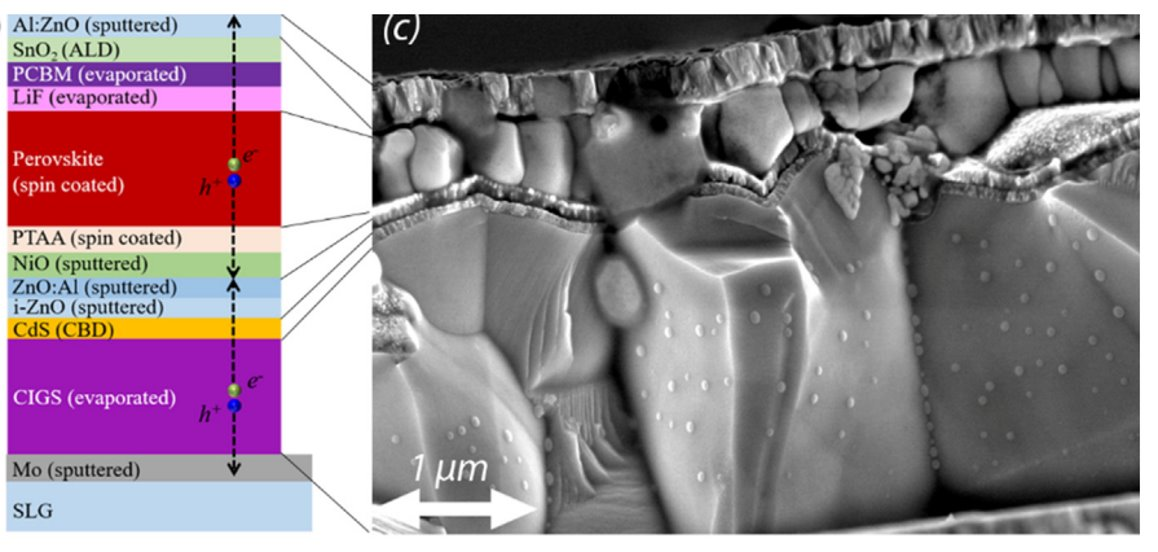 )
Al:ZnO (sputtered)
SnO₂ (ALD)
PCBM (evaporated)
LiF (evaporated)
Perovskite
(spin coated)
e⁻
h⁺
PTAA (spin coated)
NiO (sputtered)
ZnO:Al (sputtered)
i-ZnO (sputtered)
CdS (CBD)
CIGS (evaporated)
e⁻
h⁺
Mo (sputtered)
SLG
(c)
1 μm